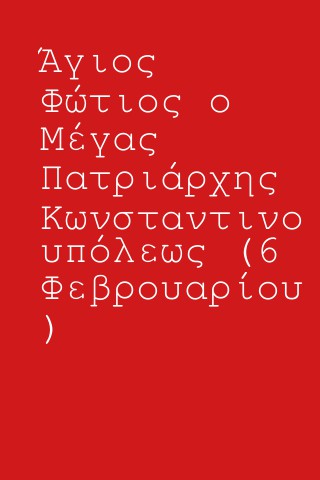 Άγιος
Φώτιος ο
Μέγας
Πατριάρχης
Κωνσταντινο
υπόλεως (6
Φεβρουαρίου
)